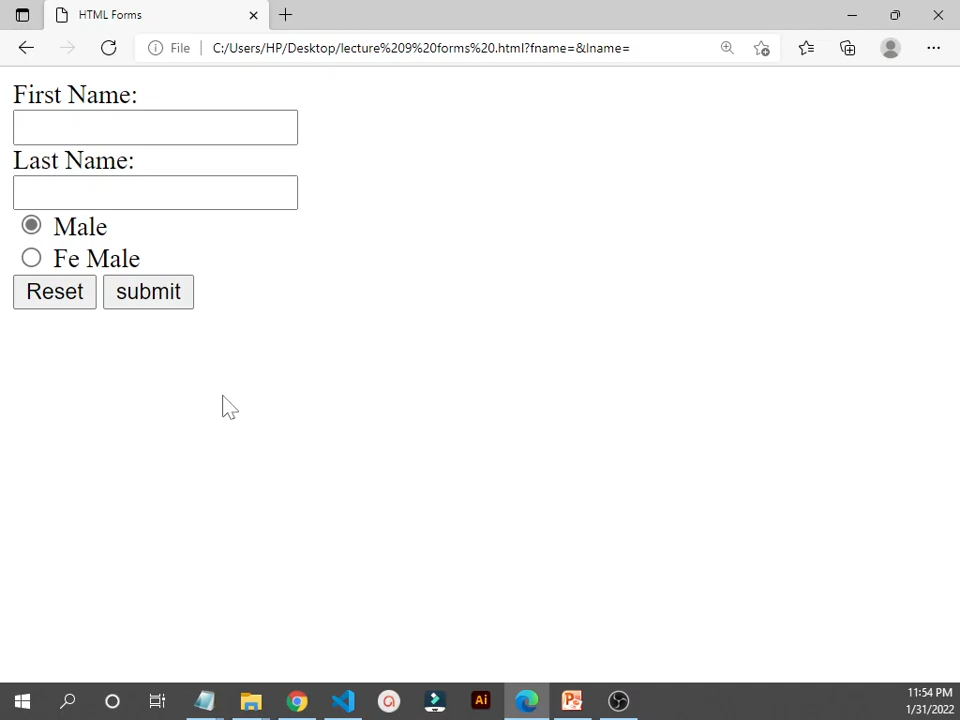 HTML Forms
File
C:/Users/HP/Desktop/lecture%209%20forms%20.html?fname=&lname=
First Name:
Last Name:
Male
Fe Male
Reset submit
Ai
11:54 PM
1/31/2022